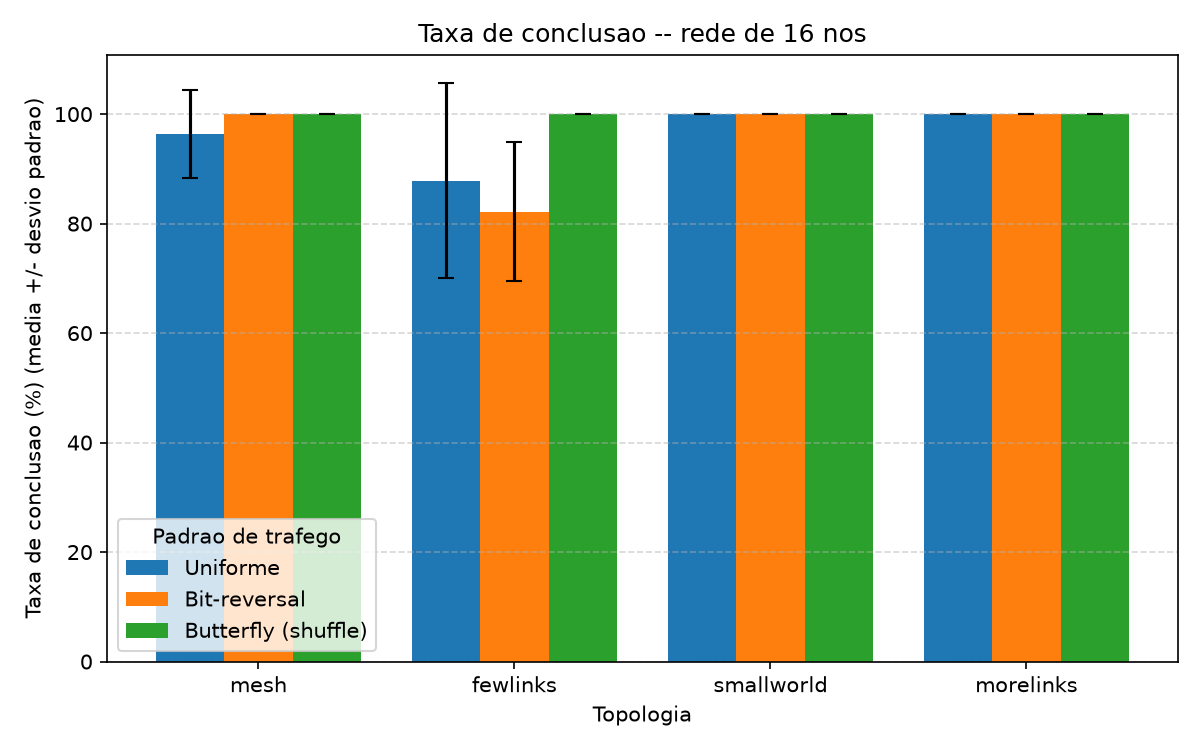 Taxa de conclusao -- rede de 16 nos
Taxa de conclusao (%) (media +/- desvio padrao)
100
80
60
40
20
0
Padrao de trafego
Uniforme
Bit-reversal
Butterfly (shuffle)
mesh
fewlinks
smallworld
morelinks
Topologia